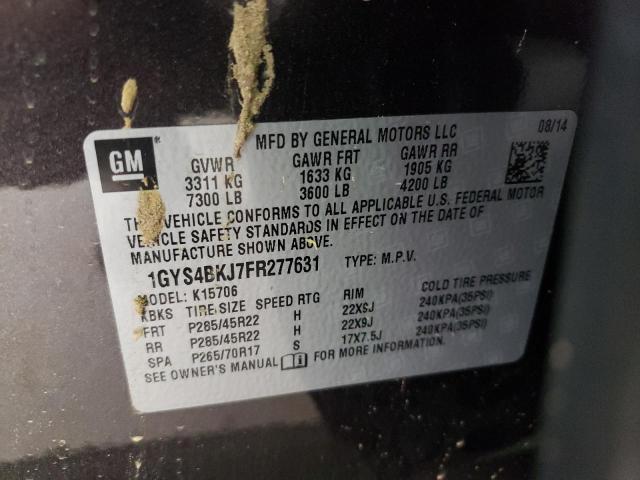 GM
MFD BY GENERAL MOTORS LLC
08/14
GVWR GAWR FRT GAWR RR
3311 KG 1633 KG 1905 KG
7300 LB 3600 LB 4200 LB
THE VEHICLE CONFORMS TO ALL APPLICABLE U.S. FEDERAL MOTOR
VEHICLE SAFETY STANDARDS IN EFFECT ON THE DATE OF
MANUFACTURE SHOWN ABOVE.
1GYS4BKJ7FR277631 TYPE: M.P.V.
MODEL: K15706
KBKS TIRE SIZE SPEED RTG RIM COLD TIRE PRESSURE
FRT P285/45R22 H 22X9J 240KPA(35PSI)
RR P285/45R22 H 22X9J 240KPA(35PSI)
SPA P265/70R17 S 17X7.5J 240KPA(35PSI)
SEE OWNER'S MANUAL FOR MORE INFORMATION.